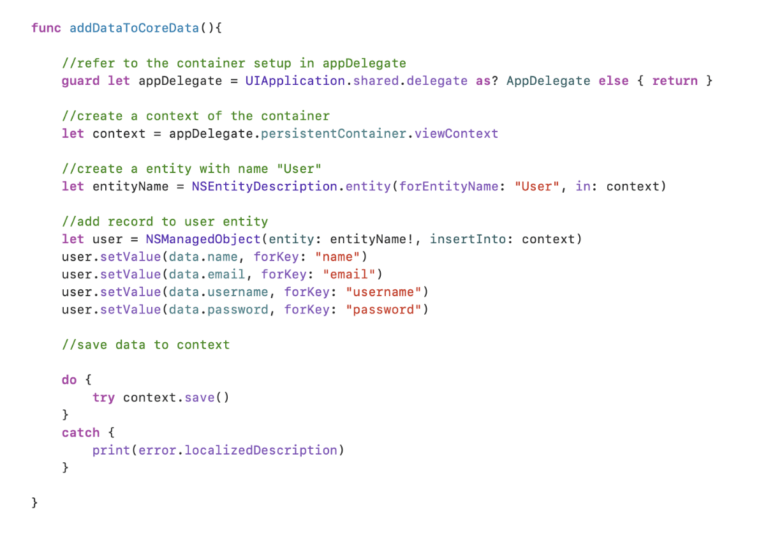 func addDataToCoreData(){
//refer to the container setup in appDelegate
guard let appDelegate = UIApplication.shared.delegate as? AppDelegate else { return }
//create a context of the container
let context = appDelegate.persistentContainer.viewContext
//create a entity with name "User"
let entityName = NSEntityDescription.entity(forEntityName: "User", in: context)
//add record to user entity
let user = NSManagedObject(entity: entityName!, insertInto: context)
user.setValue(data.name, forKey: "name")
user.setValue(data.email, forKey: "email")
user.setValue(data.username, forKey: "username")
user.setValue(data.password, forKey: "password")
//save data to context
do {
try context.save()
}
catch {
print(error.localizedDescription)
}
}